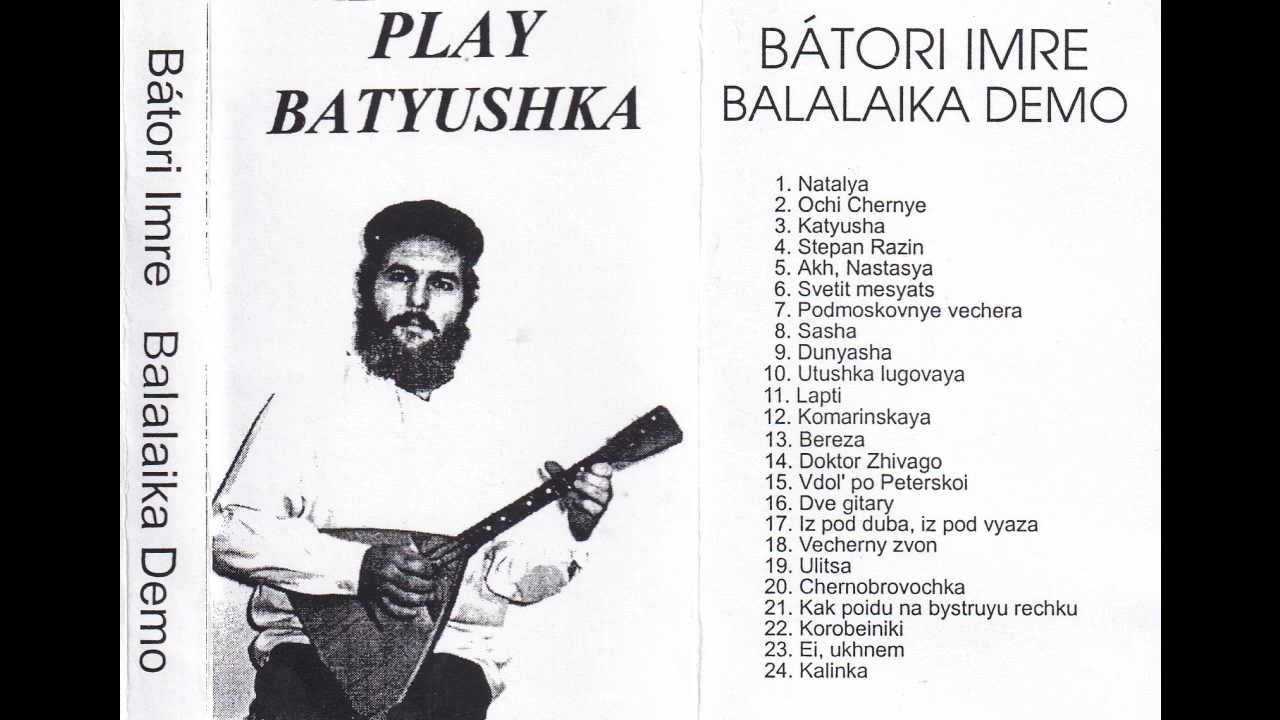 Bátori Imre Balalaika Demo
PLAY
BATYUSHKA
BÁTORI IMRE
BALALAIKA DEMO
1. Natalya
2. Ochi Chernye
3. Katyusha
4. Stepan Razin
5. Akh, Nastasya
6. Svetit mesyats
7. Podmoskovnye vechera
8. Sasha
9. Dunyasha
10. Utushka lugovaya
11. Lapti
12. Komarinskaya
13. Bereza
14. Doktor Zhivago
15. Vdol' po Peterskoi
16. Dve gitary
17. Iz pod duba, iz pod vyaza
18. Vecherny zvon
19. Ulitsa
20. Chernobrovochka
21. Kak poidu na bystruyu rechku
22. Korobeiniki
23. Ei, ukhnem
24. Kalinka